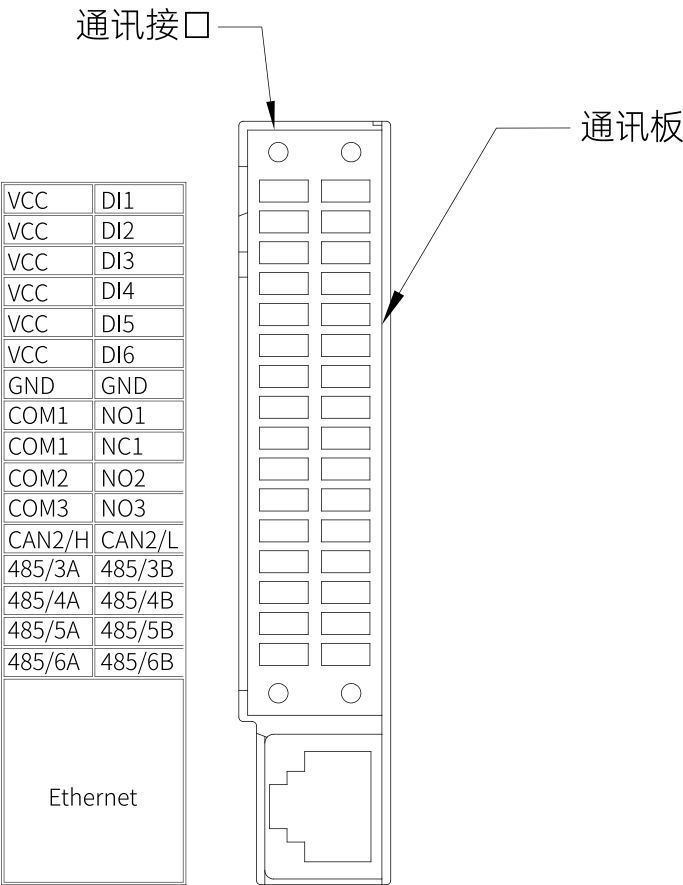 通讯接口
通讯板
VCC DI1
VCC DI2
VCC DI3
VCC DI4
VCC DI5
VCC DI6
GND GND
COM1 NO1
COM1 NC1
COM2 NO2
COM3 NO3
CAN2/H CAN2/L
485/3A 485/3B
485/4A 485/4B
485/5A 485/5B
485/6A 485/6B
Ethernet